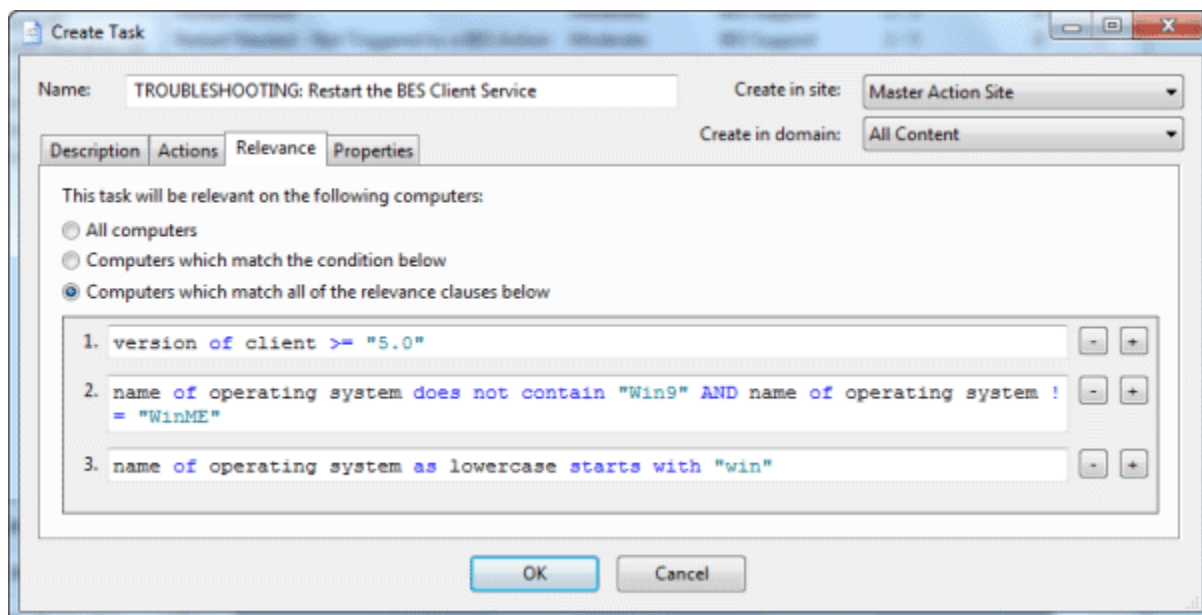 Create Task
Name: TROUBLESHOOTING: Restart the BES Client Service Create in site: Master Action Site
Create in domain: All Content
Description Actions Relevance Properties
This task will be relevant on the following computers:
All computers
Computers which match the condition below
Computers which match all of the relevance clauses below
1. version of client >= "5.0" - +
2. name of operating system does not contain "Win9" AND name of operating system ! - +
= "WinME"
3. name of operating system as lowercase starts with "win" - +
OK Cancel